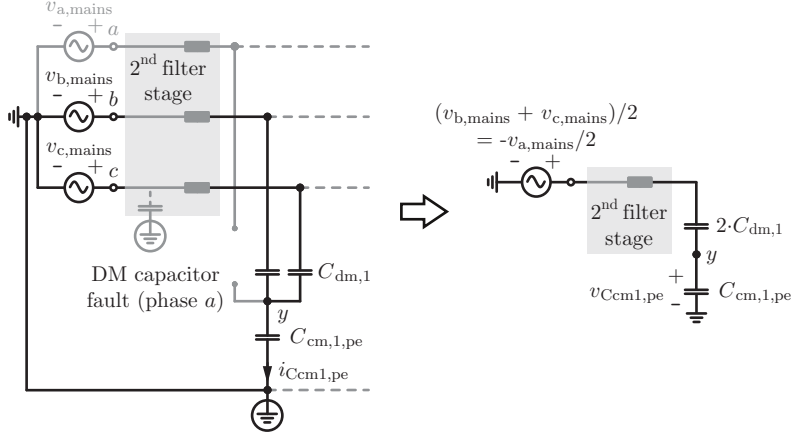 v_a,mains
- + a
2nd filter
stage
v_b,mains
- + b
v_c,mains
- + c
DM capacitor
fault (phase a)
C_dm,1
y
C_cm,1,pe
i_Ccm1,pe
(v_b,mains + v_c,mains)/2
= -v_a,mains/2
- +
2nd filter
stage
2·C_dm,1
y
+
v_Ccm1,pe
-
C_cm,1,pe